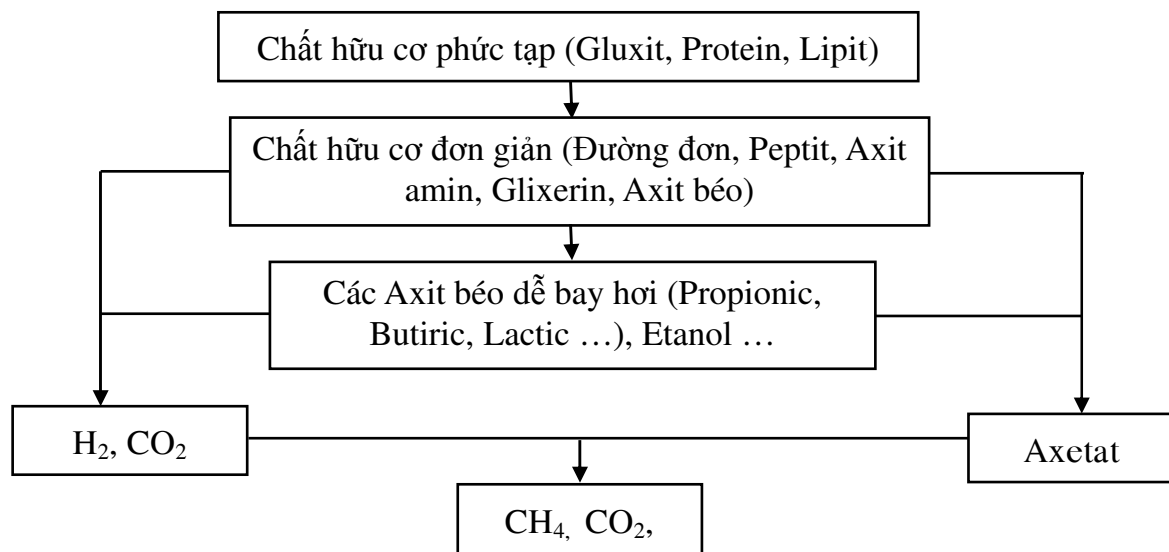 Chất hữu cơ phức tạp (Gluxit, Protein, Lipit)
Chất hữu cơ đơn giản (Đường đơn, Peptit, Axit
amin, Glixerin, Axit béo)
Các Axit béo dễ bay hơi (Propionic,
Butiric, Lactic …), Etanol …
H₂, CO₂
Axetat
CH₄, CO₂,